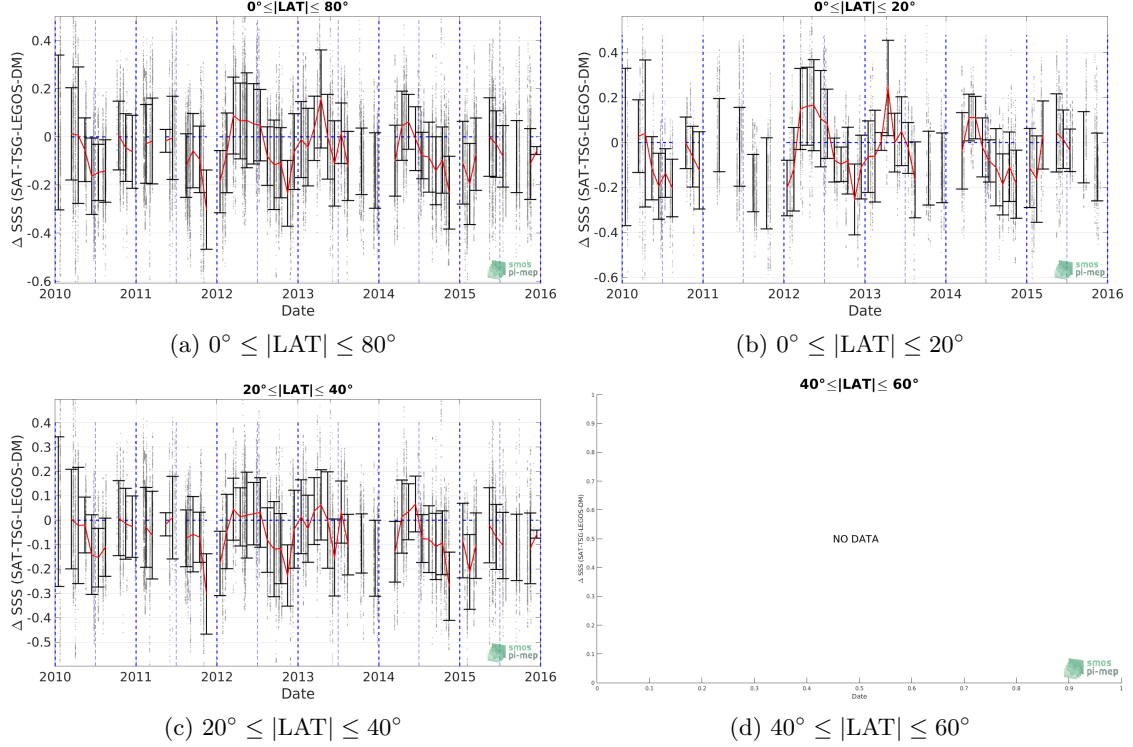 0°≤|LAT|≤ 80°
Δ SSS (SAT-TSG-LEGOS-DM)
0.4
0.2
0
-0.2
-0.4
-0.6
2010 2011 2012 2013 2014 2015 2016
Date
smos
pi-mep
(a) 0° ≤ |LAT| ≤ 80°
0°≤|LAT|≤ 20°
Δ SSS (SAT-TSG-LEGOS-DM)
0.4
0.2
0
-0.2
-0.4
-0.6
2010 2011 2012 2013 2014 2015 2016
Date
smos
pi-mep
(b) 0° ≤ |LAT| ≤ 20°
20°≤|LAT|≤ 40°
Δ SSS (SAT-TSG-LEGOS-DM)
0.4
0.3
0.2
0.1
0
-0.1
-0.2
-0.3
-0.4
-0.5
2010 2011 2012 2013 2014 2015 2016
Date
smos
pi-mep
(c) 20° ≤ |LAT| ≤ 40°
40°≤|LAT|≤ 60°
Δ SSS (SAT-TSG-LEGOS-DM)
1
0.9
0.8
0.7
0.6
0.5
0.4
0.3
0.2
0.1
0
NO DATA
0 0.1 0.2 0.3 0.4 0.5 0.6 0.7 0.8 0.9 1
Date
smos
pi-mep
(d) 40° ≤ |LAT| ≤ 60°